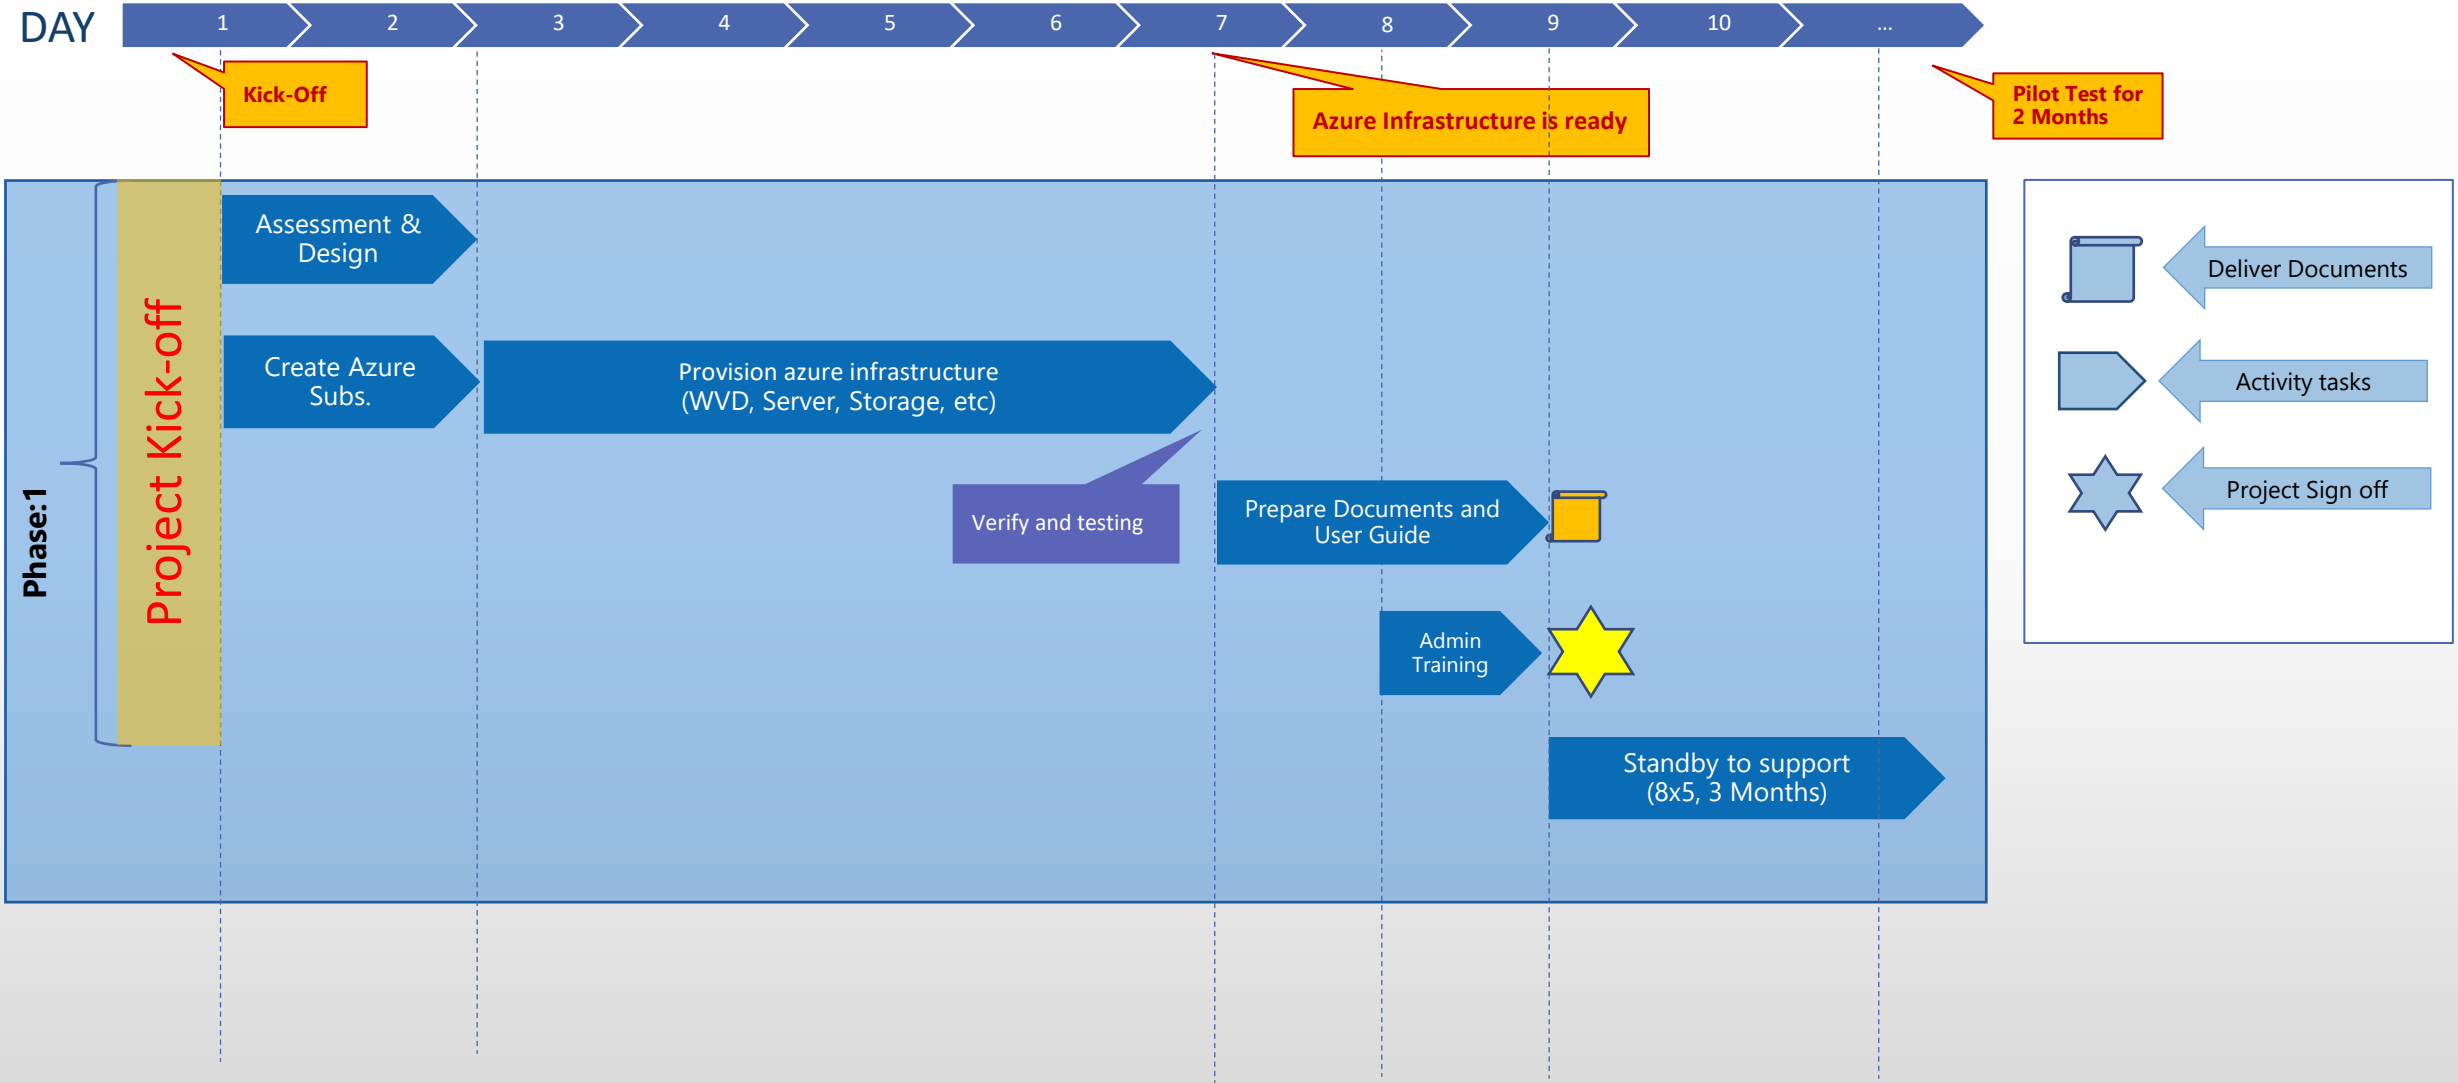 DAY
1
2
3
4
5
6
7
8
9
10
...
Kick-Off
Azure Infrastructure is ready
Pilot Test for
2 Months
Phase:1
Project Kick-off
Assessment &
Design
Create Azure
Subs.
Provision azure infrastructure
(WVD, Server, Storage, etc)
Verify and testing
Prepare Documents and
User Guide
Admin
Training
Standby to support
(8x5, 3 Months)
Deliver Documents
Activity tasks
Project Sign off